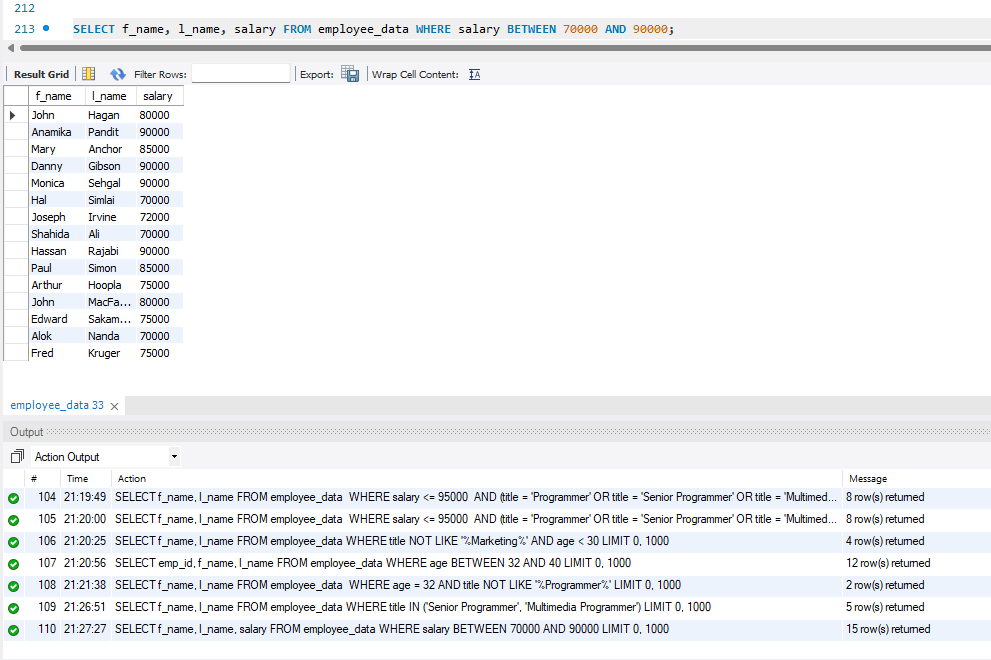 212
213 SELECT f_name, l_name, salary FROM employee_data WHERE salary BETWEEN 70000 AND 90000;
Result Grid Filter Rows: Export: Wrap Cell Content:
f_name l_name salary
John Hagan 80000
Anamika Pandit 90000
Mary Anchor 85000
Danny Gibson 90000
Monica Sehgal 90000
Hal Simlai 70000
Joseph Irvine 72000
Shahida Ali 70000
Hassan Rajabi 90000
Paul Simon 85000
Arthur Hoopla 75000
John MacFa... 80000
Edward Sakam... 75000
Alok Nanda 70000
Fred Kruger 75000
employee_data 33
Output
Action Output
# Time Action Message
104 21:19:49 SELECT f_name, l_name FROM employee_data WHERE salary <= 95000 AND (title = 'Programmer' OR title = 'Senior Programmer' OR title = 'Multimed... 8 row(s) returned
105 21:20:00 SELECT f_name, l_name FROM employee_data WHERE salary <= 95000 AND (title = 'Programmer' OR title = 'Senior Programmer' OR title = 'Multimed... 8 row(s) returned
106 21:20:25 SELECT f_name, l_name FROM employee_data WHERE title NOT LIKE '%Marketing%' AND age < 30 LIMIT 0, 1000 4 row(s) returned
107 21:20:56 SELECT emp_id, f_name, l_name FROM employee_data WHERE age BETWEEN 32 AND 40 LIMIT 0, 1000 12 row(s) returned
108 21:21:38 SELECT f_name, l_name FROM employee_data WHERE age = 32 AND title NOT LIKE '%Programmer%' LIMIT 0, 1000 2 row(s) returned
109 21:26:51 SELECT f_name, l_name FROM employee_data WHERE title IN ('Senior Programmer', 'Multimedia Programmer') LIMIT 0, 1000 5 row(s) returned
110 21:27:27 SELECT f_name, l_name, salary FROM employee_data WHERE salary BETWEEN 70000 AND 90000 LIMIT 0, 1000 15 row(s) returned